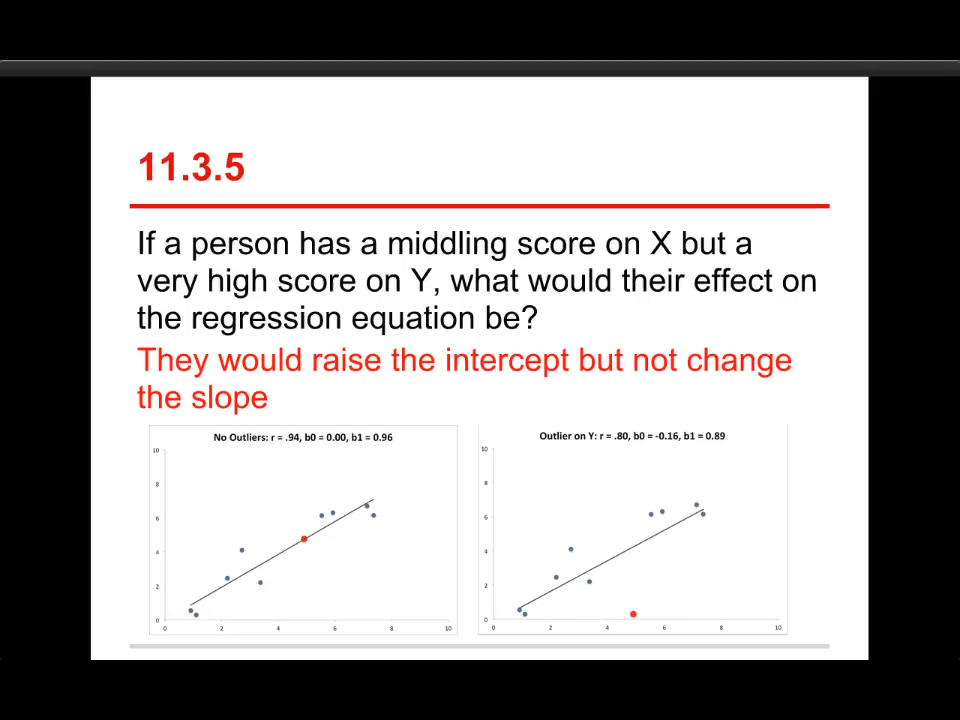 11.3.5
If a person has a middling score on X but a
very high score on Y, what would their effect on
the regression equation be?
They would raise the intercept but not change
the slope
No Outliers: r = .94, b0 = 0.00, b1 = 0.96
10
8
6
4
2
0
0 2 4 6 8 10
Outlier on Y: r = .80, b0 = -0.16, b1 = 0.89
10
8
6
4
2
0
0 2 4 6 8 10